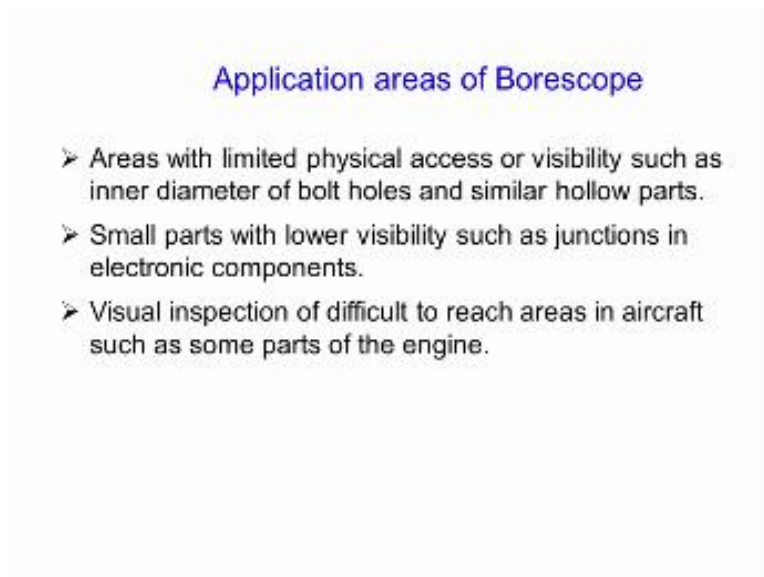 Application areas of Borescope
➢ Areas with limited physical access or visibility such as
inner diameter of bolt holes and similar hollow parts.
➢ Small parts with lower visibility such as junctions in
electronic components.
➢ Visual inspection of difficult to reach areas in aircraft
such as some parts of the engine.